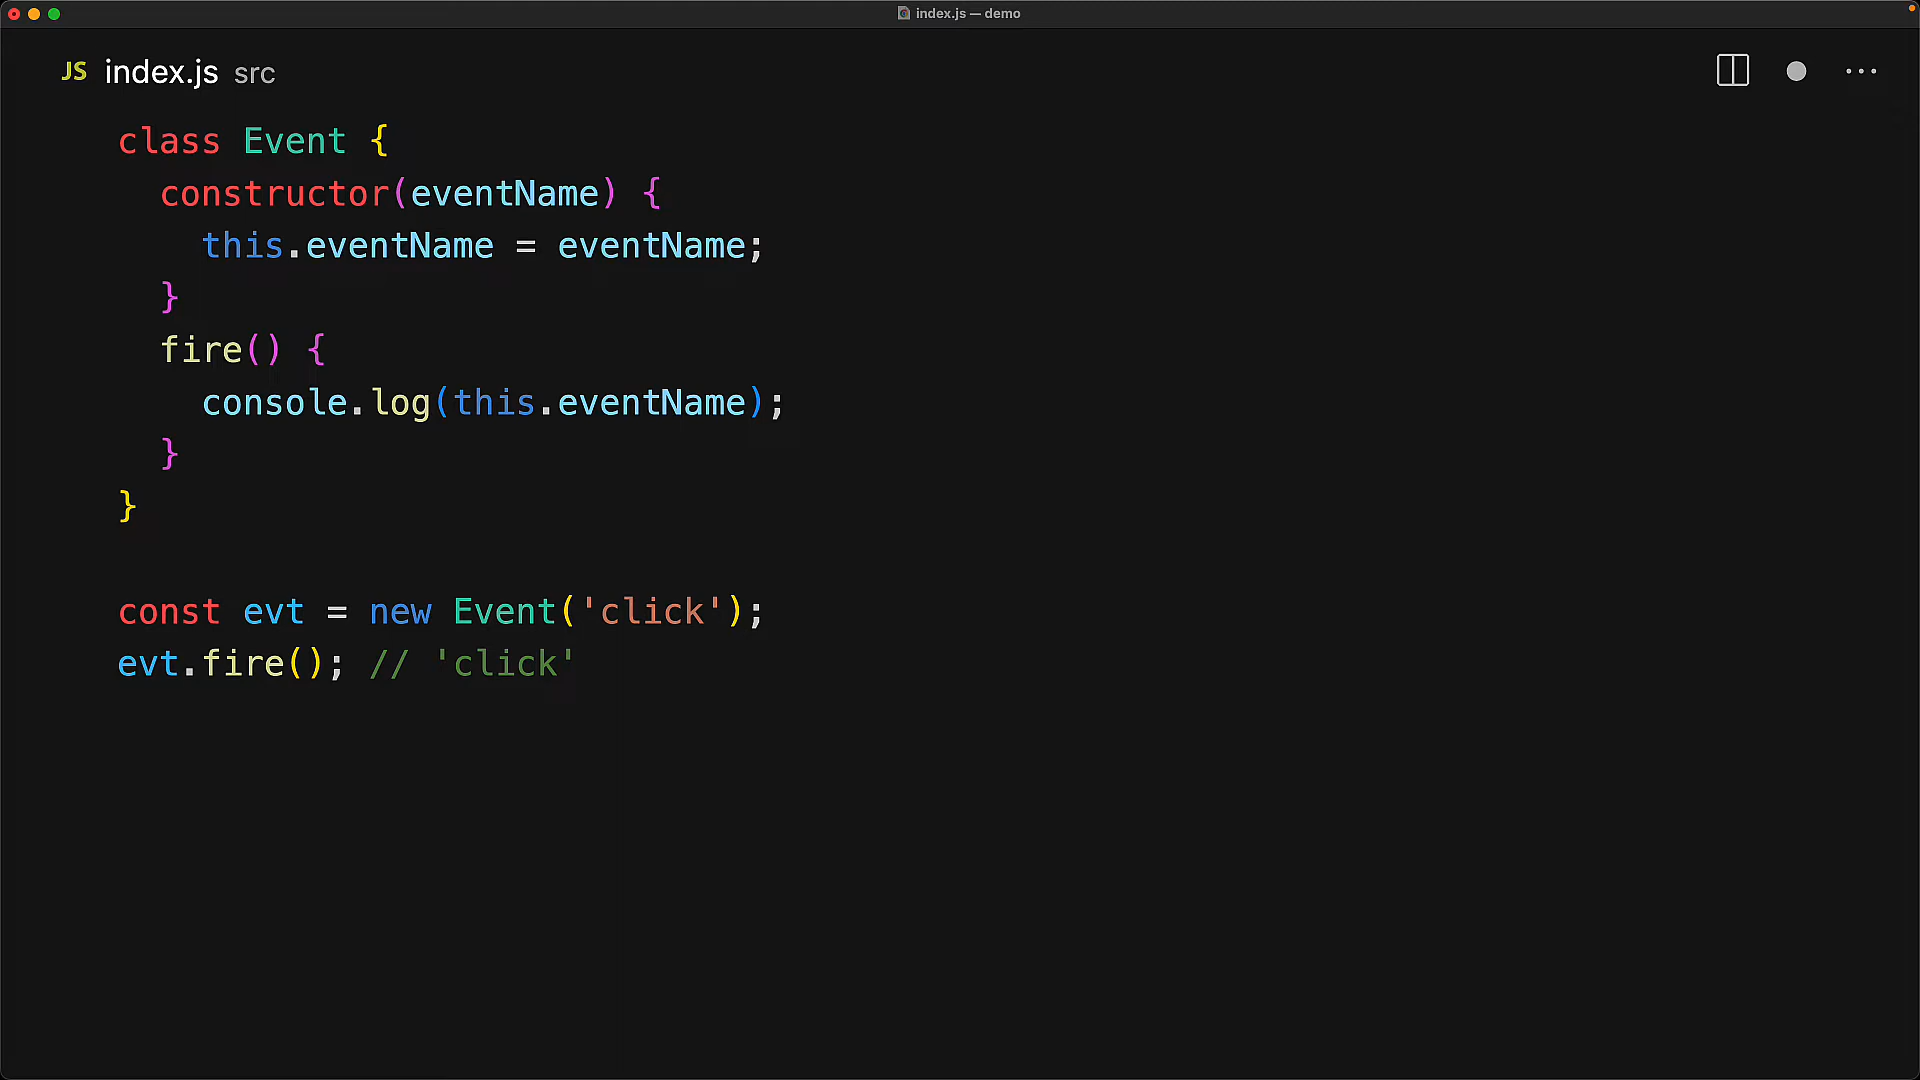 index.js — demo
JS index.js src
class Event {
  constructor(eventName) {
    this.eventName = eventName;
  }
  fire() {
    console.log(this.eventName);
  }
}

const evt = new Event('click');
evt.fire(); // 'click'